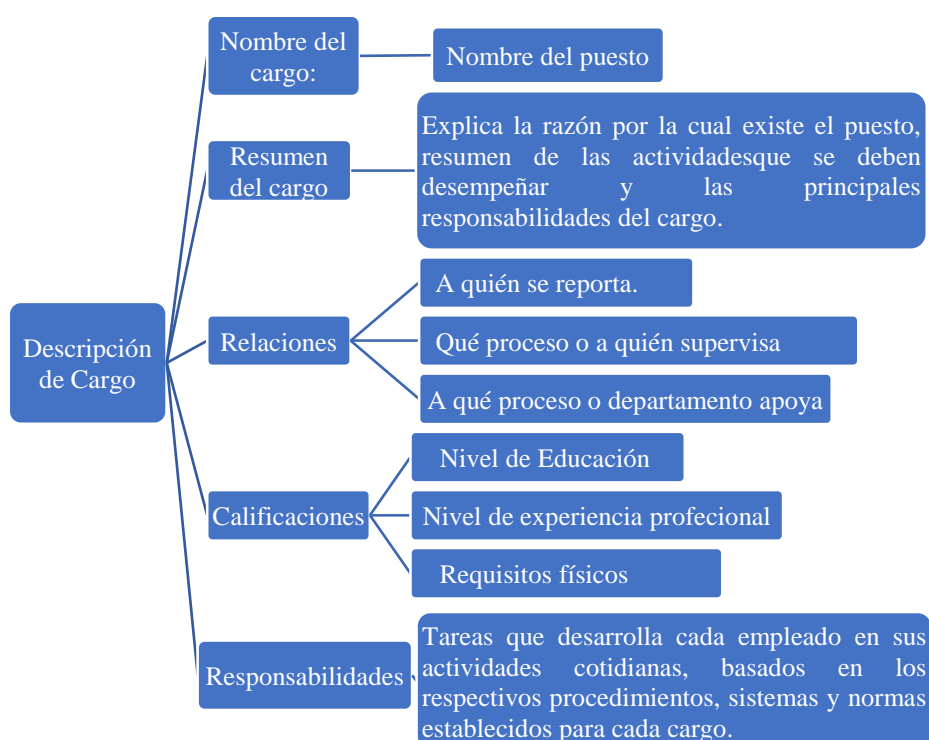 Nombre del
cargo:
Nombre del puesto
Resumen
del cargo
Explica la razón por la cual existe el puesto,
resumen de las actividadesque se deben
desempeñar y las principales
responsabilidades del cargo.
Descripción
de Cargo
Relaciones
A quién se reporta.
Qué proceso o a quién supervisa
A qué proceso o departamento apoya
Calificaciones
Nivel de Educación
Nivel de experiencia profecional
Requisitos físicos
Responsabilidades
Tareas que desarrolla cada empleado en sus
actividades cotidianas, basados en los
respectivos procedimientos, sistemas y normas
establecidos para cada cargo.